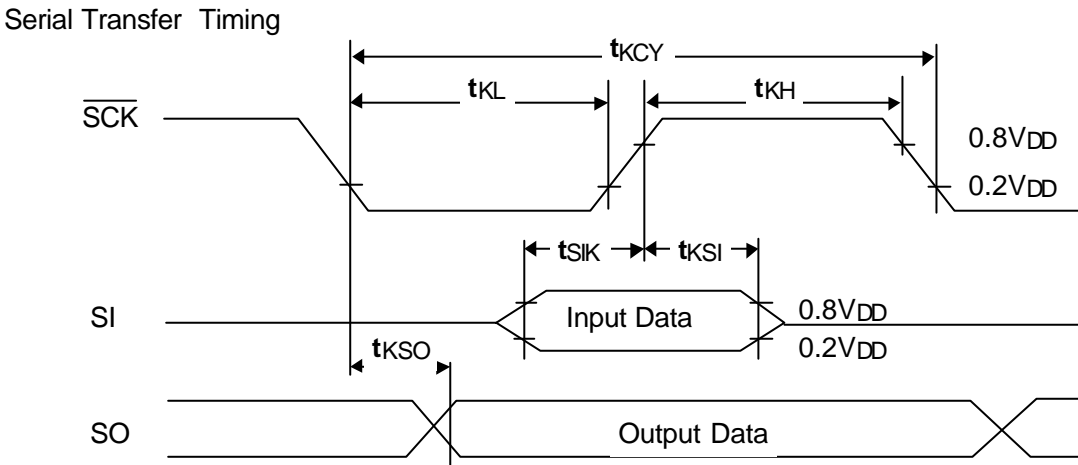 Serial Transfer Timing
tKCY
tKL
tKH
SCK
0.8VDD
0.2VDD
tSIK
tKSI
SI
Input Data
0.8VDD
0.2VDD
tKSO
SO
Output Data